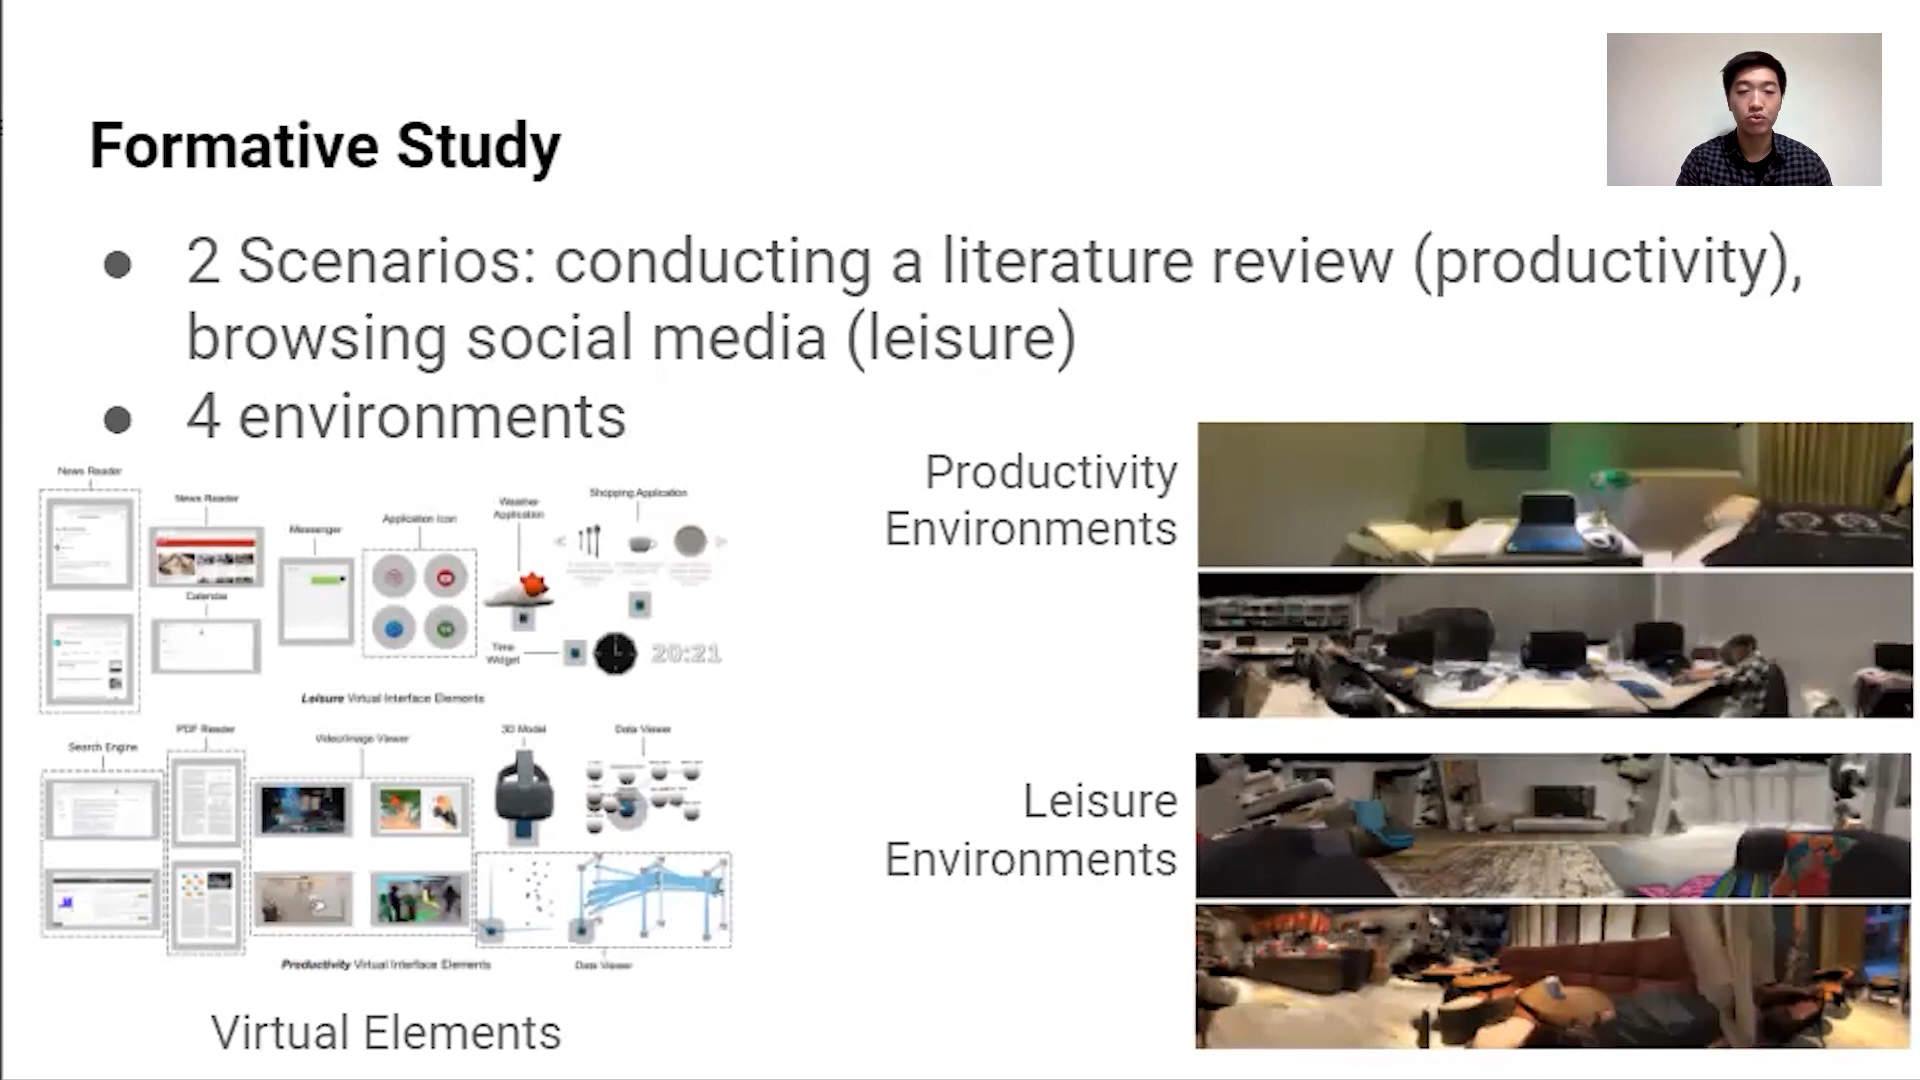 Formative Study
● 2 Scenarios: conducting a literature review (productivity),
browsing social media (leisure)
● 4 environments
News Reader
News Reader
Messenger
Application Icon
Weather
Application
Shopping Application
Calendar
Time
Widget
20:21
Leisure Virtual Interface Elements
Search Engine
PDF Reader
Video/Image Viewer
3D Model
Data Viewer
Productivity Virtual Interface Elements
Data Viewer
Virtual Elements
Productivity
Environments
Leisure
Environments